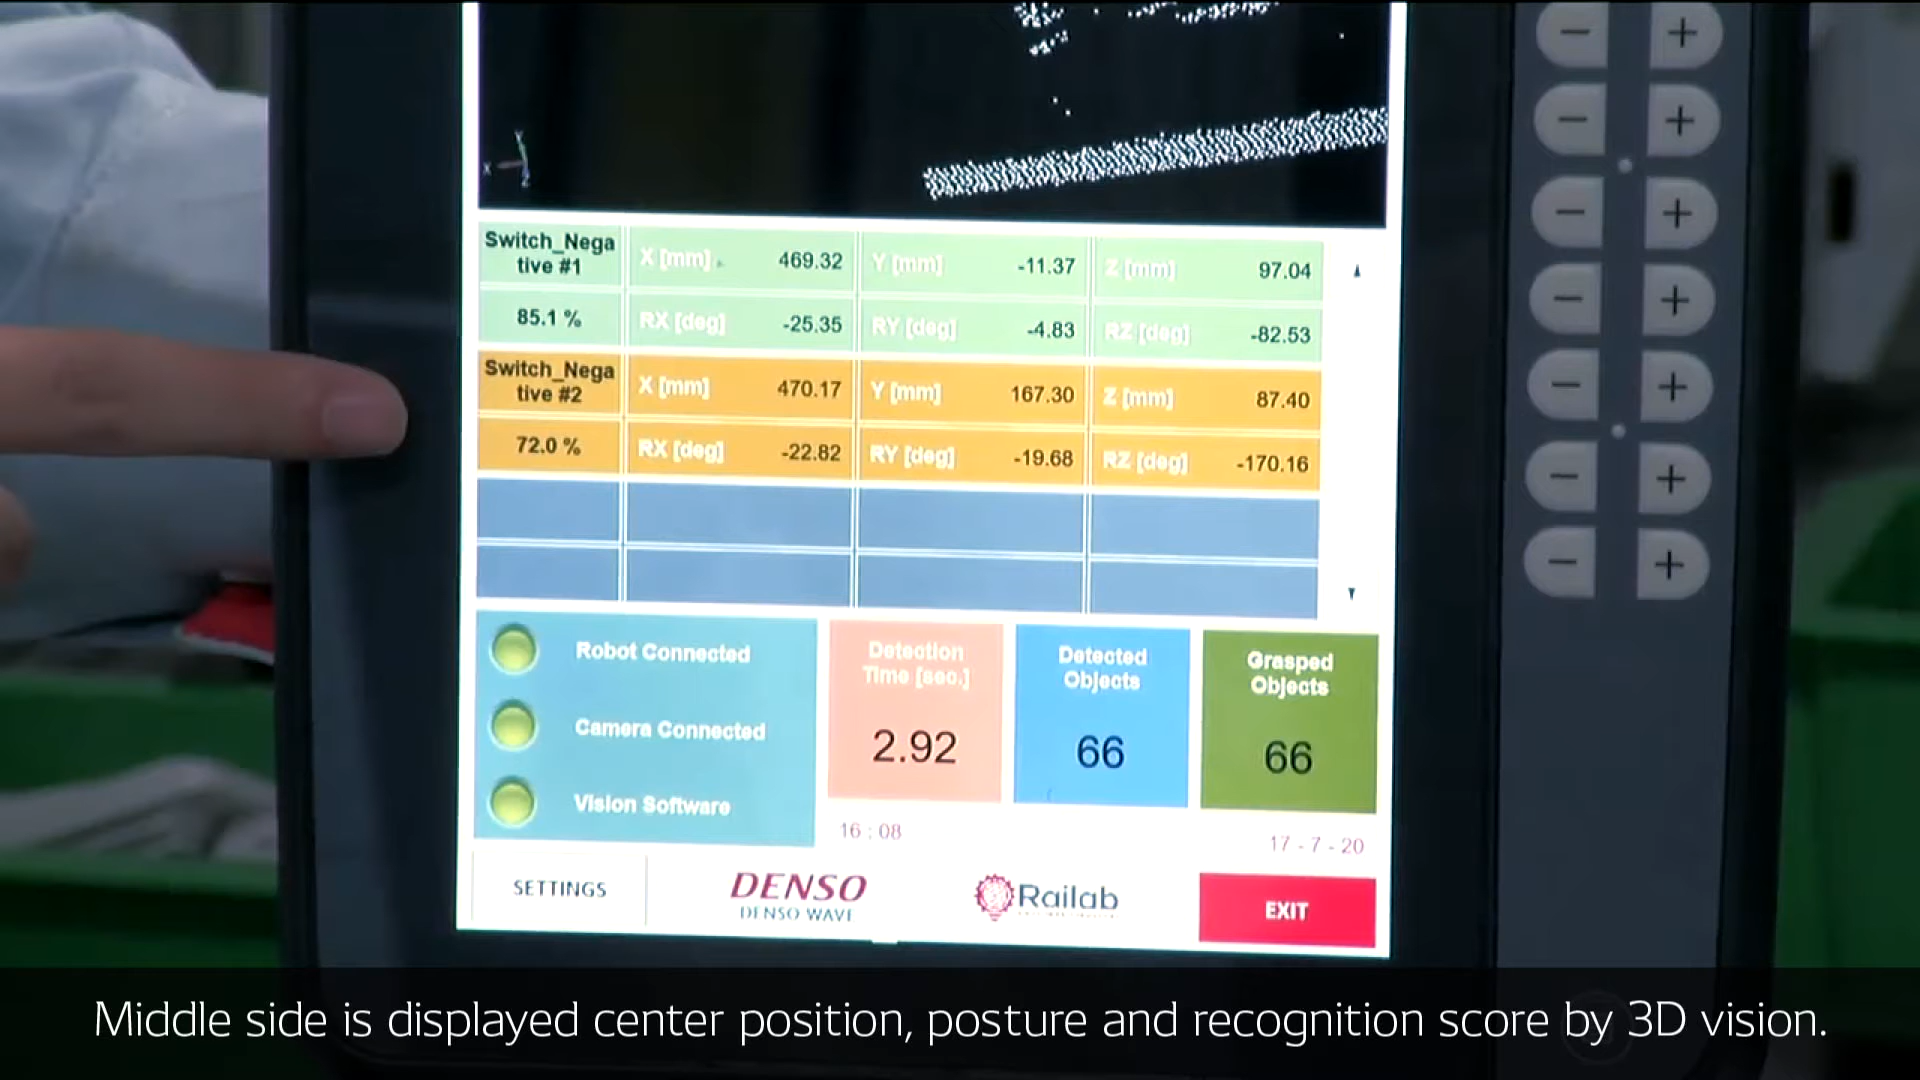 Switch_Nega
tive #1
X [mm] 469.32 Y [mm] -11.37 Z [mm] 97.04
85.1 % RX [deg] -25.35 RY [deg] -4.83 RZ [deg] -82.53
Switch_Nega
tive #2
X [mm] 470.17 Y [mm] 167.30 Z [mm] 87.40
72.0 % RX [deg] -22.82 RY [deg] -19.68 RZ [deg] -170.16
Robot Connected
Camera Connected
Vision Software
Detection
Time [sec.]
2.92
Detected
Objects
66
Grasped
Objects
66
16 : 08
17 - 7 - 20
SETTINGS
DENSO
DENSO WAVE
Railab
EXIT
Middle side is displayed center position, posture and recognition score by 3D vision.